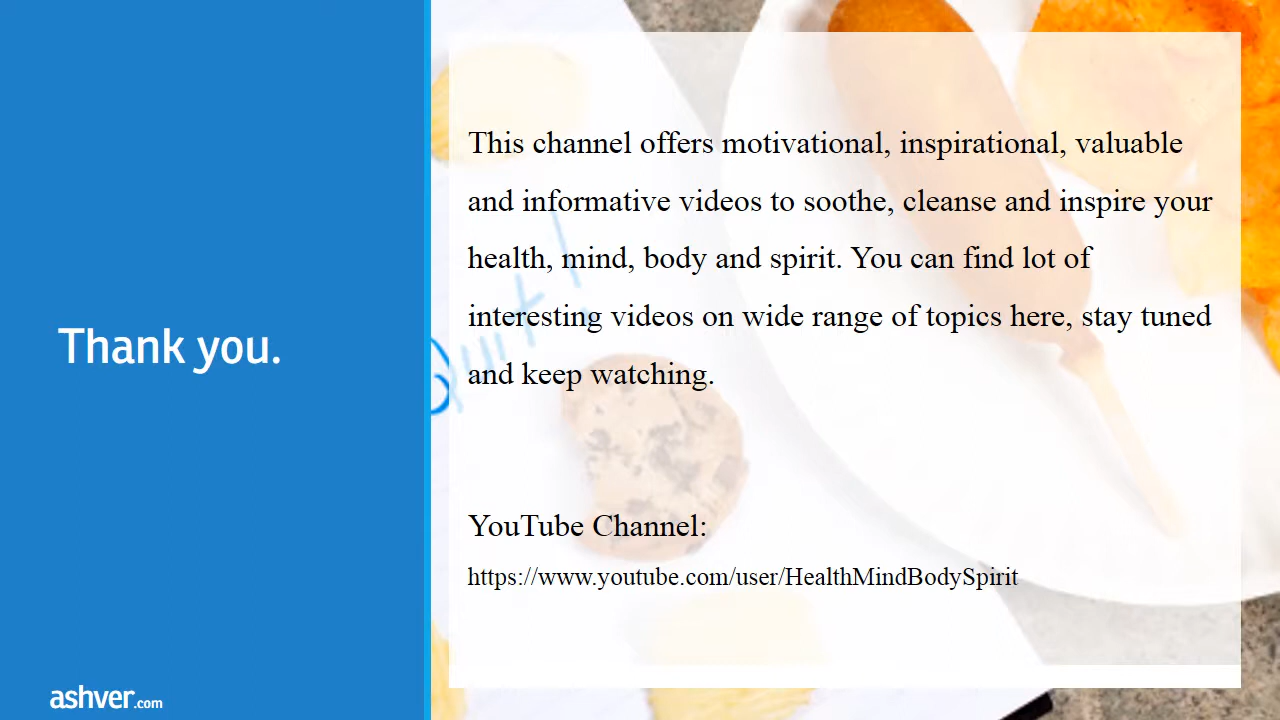 Thank you.
This channel offers motivational, inspirational, valuable
and informative videos to soothe, cleanse and inspire your
health, mind, body and spirit. You can find lot of
interesting videos on wide range of topics here, stay tuned
and keep watching.
YouTube Channel:
https://www.youtube.com/user/HealthMindBodySpirit
ashver.com